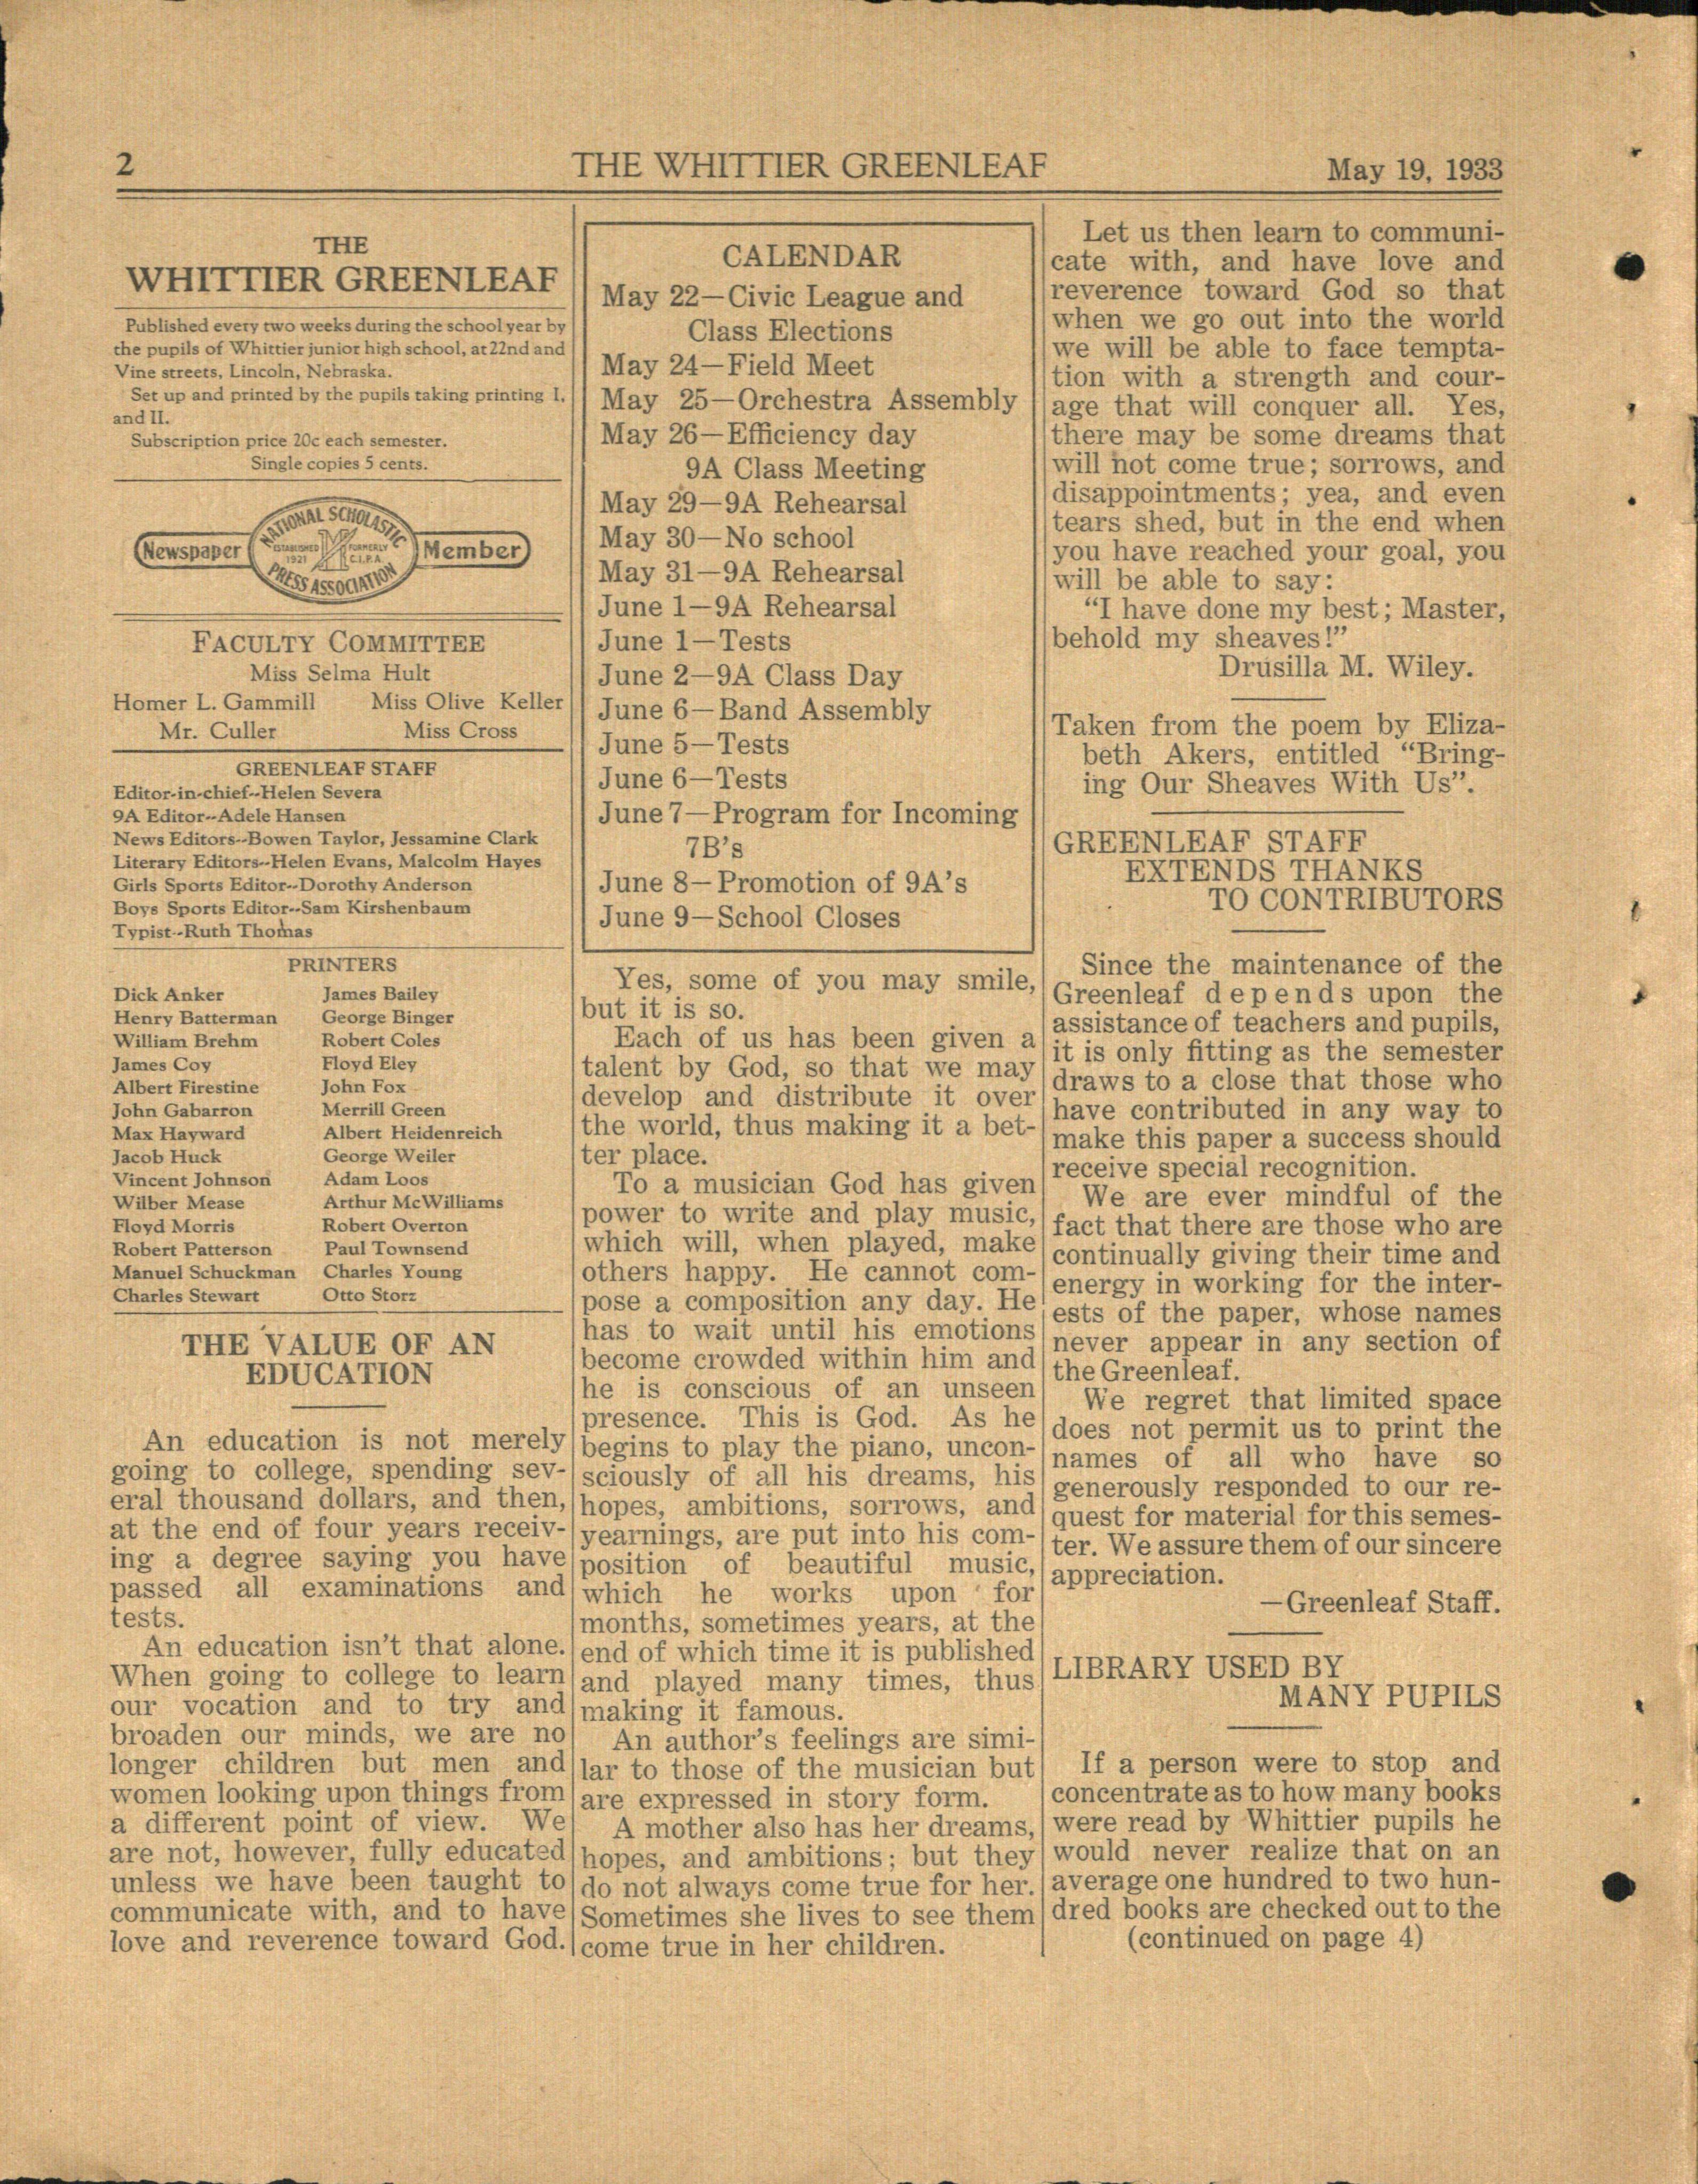 2
THE WHITTIER GREENLEAF
May 19, 1933
THE
WHITTIER GREENLEAF
Published every two weeks during the school year by
the pupils of Whittier junior high school, at 22nd and
Vine streets, Lincoln, Nebraska.
Set up and printed by the pupils taking printing I,
and II.
Subscription price 20c each semester.
Single copies 5 cents.
Newspaper
NATIONAL SCHOLASTIC
ESTABLISHED 1921
FORMERLY C.I.P.A.
PRESS ASSOCIATION
Member
FACULTY COMMITTEE
Miss Selma Hult
Homer L. Gammill Miss Olive Keller
Mr. Culler Miss Cross
GREENLEAF STAFF
Editor-in-chief--Helen Severa
9A Editor--Adele Hansen
News Editors--Bowen Taylor, Jessamine Clark
Literary Editors--Helen Evans, Malcolm Hayes
Girls Sports Editor--Dorothy Anderson
Boys Sports Editor--Sam Kirshenbaum
Typist--Ruth Thomas
PRINTERS
Dick Anker James Bailey
Henry Batterman George Binger
William Brehm Robert Coles
James Coy Floyd Eley
Albert Firestine John Fox
John Gabarron Merrill Green
Max Hayward Albert Heidenreich
Jacob Huck George Weiler
Vincent Johnson Adam Loos
Wilber Mease Arthur McWilliams
Floyd Morris Robert Overton
Robert Patterson Paul Townsend
Manuel Schuckman Charles Young
Charles Stewart Otto Storz
THE VALUE OF AN
EDUCATION
An education is not merely
going to college, spending sev-
eral thousand dollars, and then,
at the end of four years receiv-
ing a degree saying you have
passed all examinations and
tests.
An education isn't that alone.
When going to college to learn
our vocation and to try and
broaden our minds, we are no
longer children but men and
women looking upon things from
a different point of view. We
are not, however, fully educated
unless we have been taught to
communicate with, and to have
love and reverence toward God.
CALENDAR
May 22—Civic League and
Class Elections
May 24—Field Meet
May 25—Orchestra Assembly
May 26—Efficiency day
9A Class Meeting
May 29—9A Rehearsal
May 30—No school
May 31—9A Rehearsal
June 1—9A Rehearsal
June 1—Tests
June 2—9A Class Day
June 6—Band Assembly
June 5—Tests
June 6—Tests
June 7—Program for Incoming
7B's
June 8—Promotion of 9A's
June 9—School Closes
Yes, some of you may smile,
but it is so.
Each of us has been given a
talent by God, so that we may
develop and distribute it over
the world, thus making it a bet-
ter place.
To a musician God has given
power to write and play music,
which will, when played, make
others happy. He cannot com-
pose a composition any day. He
has to wait until his emotions
become crowded within him and
he is conscious of an unseen
presence. This is God. As he
begins to play the piano, uncon-
sciously of all his dreams, his
hopes, ambitions, sorrows, and
yearnings, are put into his com-
position of beautiful music,
which he works upon for
months, sometimes years, at the
end of which time it is published
and played many times, thus
making it famous.
An author's feelings are simi-
lar to those of the musician but
are expressed in story form.
A mother also has her dreams,
hopes, and ambitions; but they
do not always come true for her.
Sometimes she lives to see them
come true in her children.
Let us then learn to communi-
cate with, and have love and
reverence toward God so that
when we go out into the world
we will be able to face tempta-
tion with a strength and cour-
age that will conquer all. Yes,
there may be some dreams that
will not come true; sorrows, and
disappointments; yea, and even
tears shed, but in the end when
you have reached your goal, you
will be able to say:
"I have done my best; Master,
behold my sheaves!"
Drusilla M. Wiley.
Taken from the poem by Eliza-
beth Akers, entitled "Bring-
ing Our Sheaves With Us".
GREENLEAF STAFF
EXTENDS THANKS
TO CONTRIBUTORS
Since the maintenance of the
Greenleaf depends upon the
assistance of teachers and pupils,
it is only fitting as the semester
draws to a close that those who
have contributed in any way to
make this paper a success should
receive special recognition.
We are ever mindful of the
fact that there are those who are
continually giving their time and
energy in working for the inter-
ests of the paper, whose names
never appear in any section of
the Greenleaf.
We regret that limited space
does not permit us to print the
names of all who have so
generously responded to our re-
quest for material for this semes-
ter. We assure them of our sincere
appreciation.
—Greenleaf Staff.
LIBRARY USED BY
MANY PUPILS
If a person were to stop and
concentrate as to how many books
were read by Whittier pupils he
would never realize that on an
average one hundred to two hun-
dred books are checked out to the
(continued on page 4)